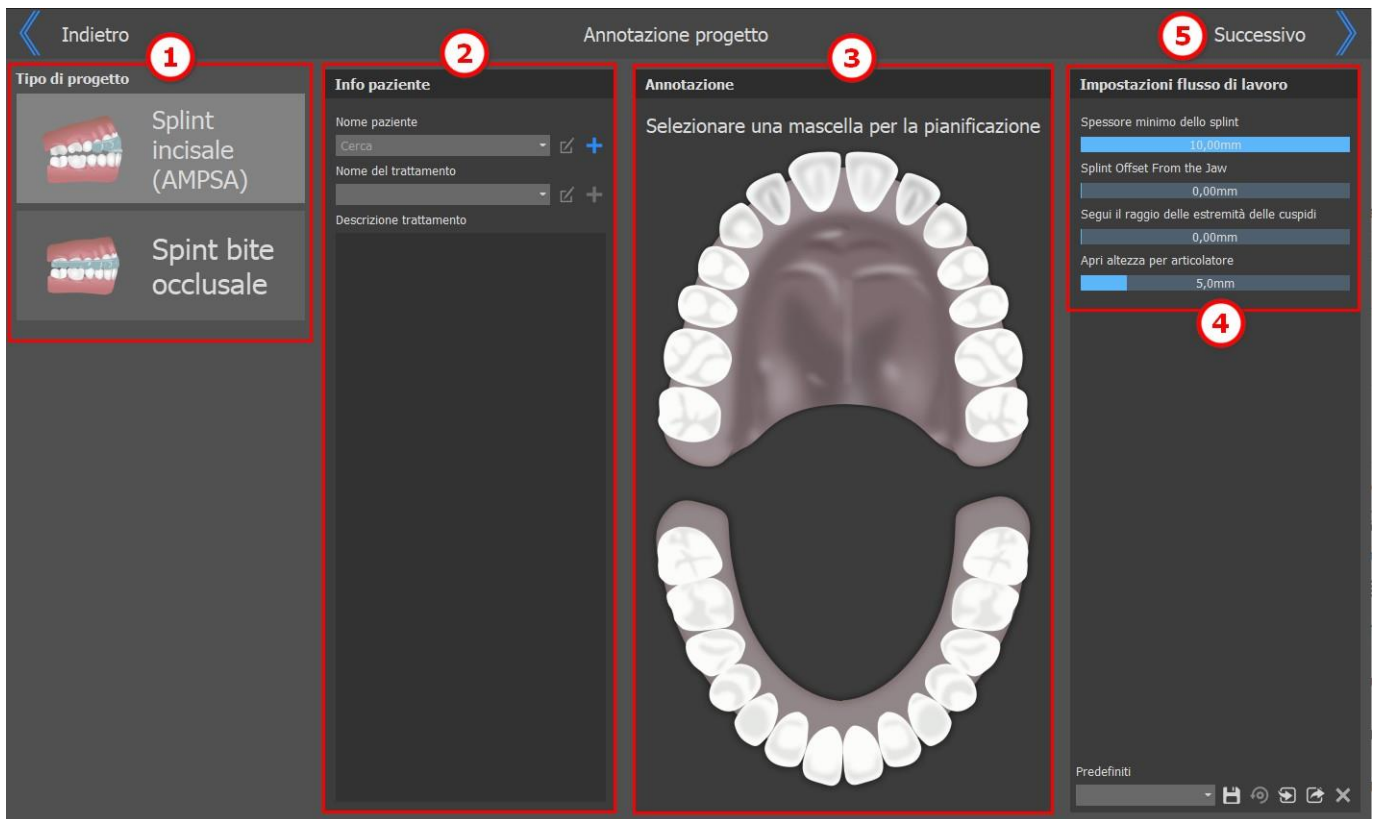 Indietro
Annotazione progetto
5
Successivo
1
2
3
Tipo di progetto
Splint
incisale
(AMPSA)
Spint bite
occlusale
Info paziente
Nome paziente
Cerca
Nome del trattamento
Descrizione trattamento
Annotazione
Selezionare una mascella per la pianificazione
Impostazioni flusso di lavoro
Spessore minimo dello splint
10,00mm
Splint Offset From the Jaw
0,00mm
Segui il raggio delle estremità delle cuspidi
0,00mm
Apri altezza per articolatore
5,0mm
4
Predefiniti